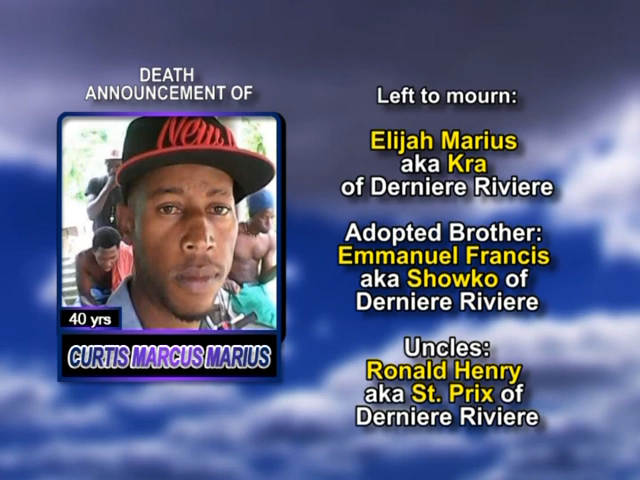 DEATH
ANNOUNCEMENT OF
New
40 yrs
CURTIS MARCUS MARIUS
Left to mourn:
Elijah Marius
aka Kra
of Derniere Riviere
Adopted Brother:
Emmanuel Francis
aka Showko of
Derniere Riviere
Uncles:
Ronald Henry
aka St. Prix of
Derniere Riviere